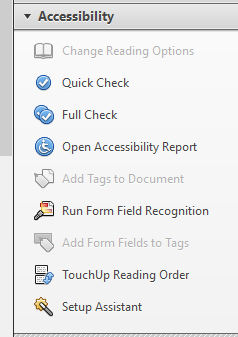 Accessibility
Change Reading Options
Quick Check
Full Check
Open Accessibility Report
Add Tags to Document
Run Form Field Recognition
Add Form Fields to Tags
TouchUp Reading Order
Setup Assistant